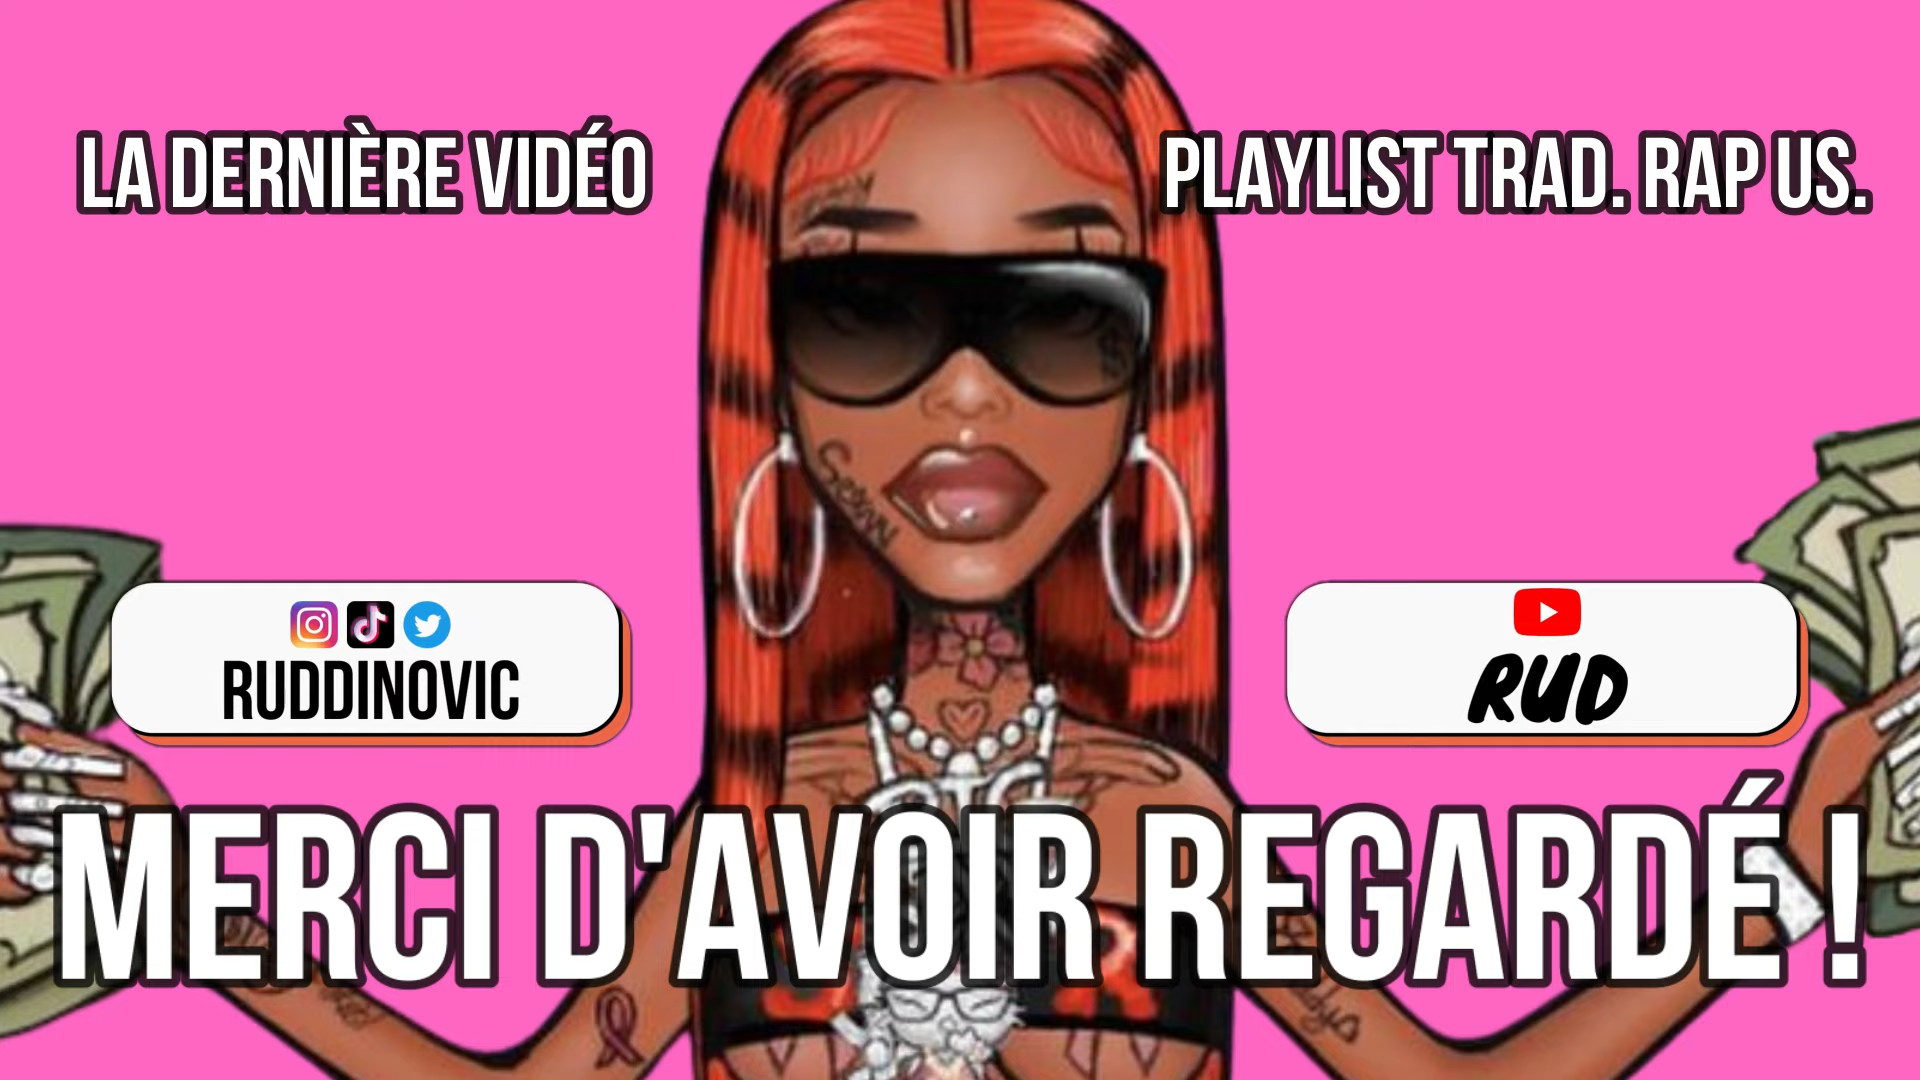 LA DERNIÈRE VIDÉO
PLAYLIST TRAD. RAP US.
RUDDINOVIC
RUD
MERCI D'AVOIR REGARDÉ !